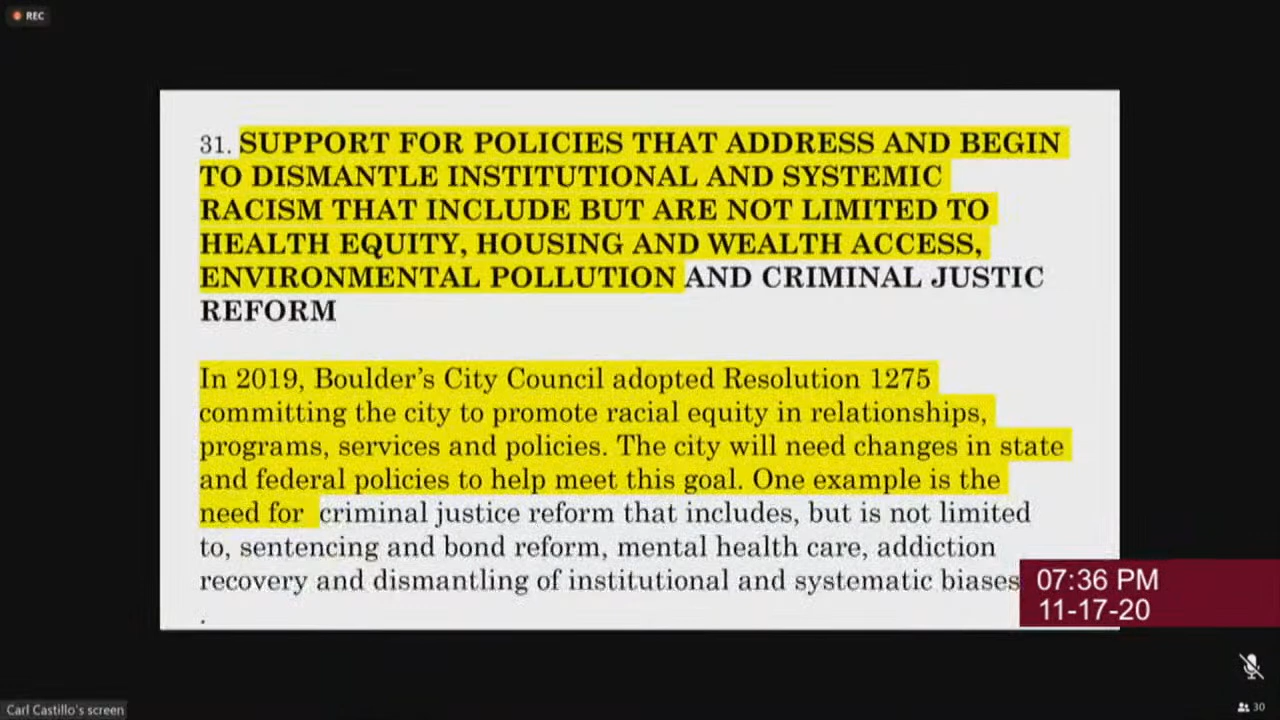 REC
31. SUPPORT FOR POLICIES THAT ADDRESS AND BEGIN
TO DISMANTLE INSTITUTIONAL AND SYSTEMIC
RACISM THAT INCLUDE BUT ARE NOT LIMITED TO
HEALTH EQUITY, HOUSING AND WEALTH ACCESS,
ENVIRONMENTAL POLLUTION AND CRIMINAL JUSTIC
REFORM
In 2019, Boulder's City Council adopted Resolution 1275
committing the city to promote racial equity in relationships,
programs, services and policies. The city will need changes in state
and federal policies to help meet this goal. One example is the
need for criminal justice reform that includes, but is not limited
to, sentencing and bond reform, mental health care, addiction
recovery and dismantling of institutional and systematic biases
.
07:36 PM
11-17-20
Carl Castillo's screen
30